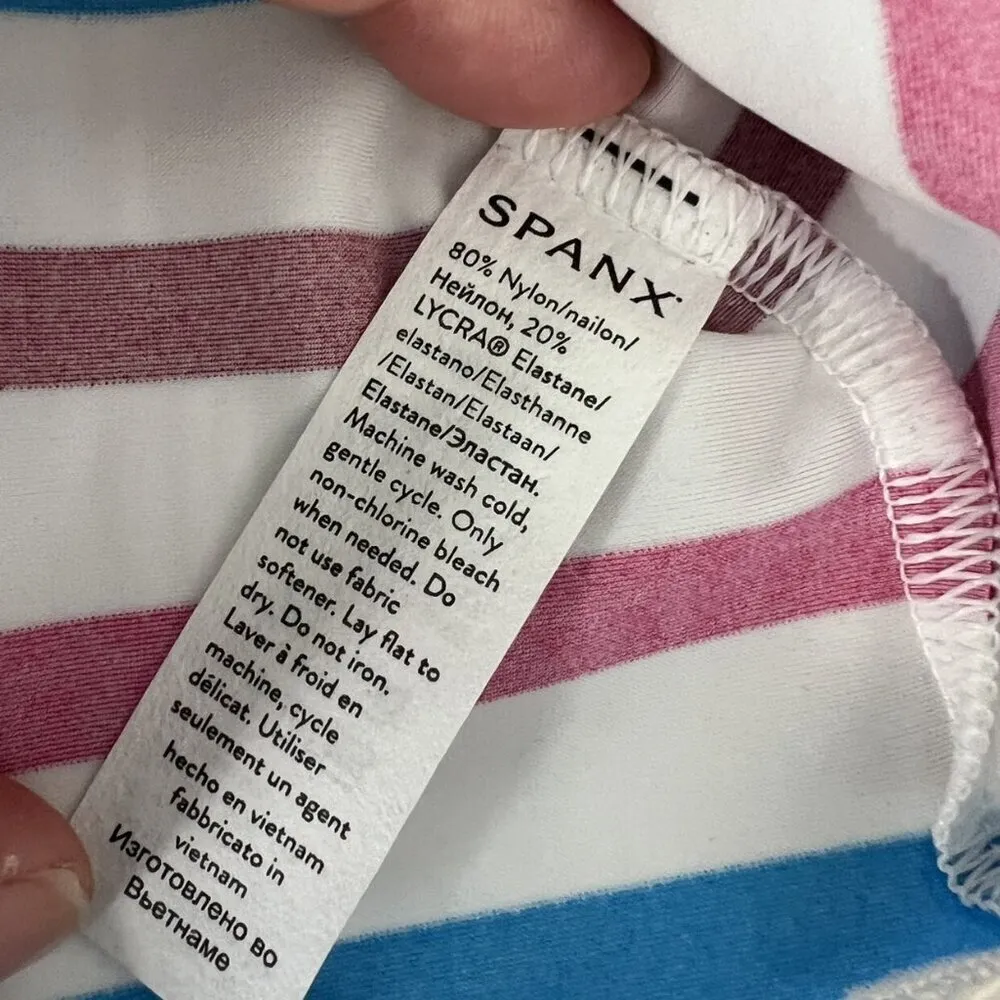 SPANX
80% Nylon/nailon/
Нейлон, 20%
LYCRA® Elastane/
elastano/Elasthanne
/Elastan/Elastaan/
Elastane/Эластан.
Machine wash cold,
gentle cycle. Only
non-chlorine bleach
when needed. Do
not use fabric
softener. Lay flat to
dry. Do not iron.
Laver à froid en
machine, cycle
délicat. Utiliser
seulement un agent
hecho en vietnam
fabbricato in
vietnam
Изготовлено во
Вьетнаме